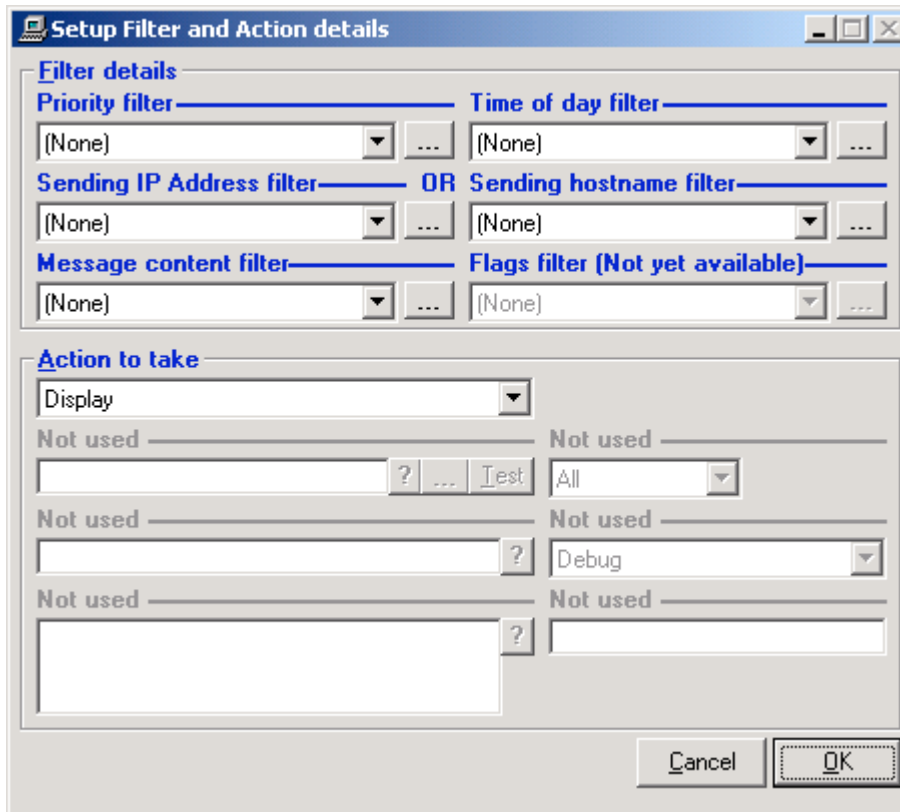 Setup Filter and Action details
Filter details
Priority filter Time of day filter
(None) ... (None) ...
Sending IP Address filter OR Sending hostname filter
(None) ... (None) ...
Message content filter Flags filter (Not yet available)
(None) ... (None) ...
Action to take
Display
Not used Not used
? ... Test All
Not used Not used
? Debug
Not used Not used
?
Cancel OK